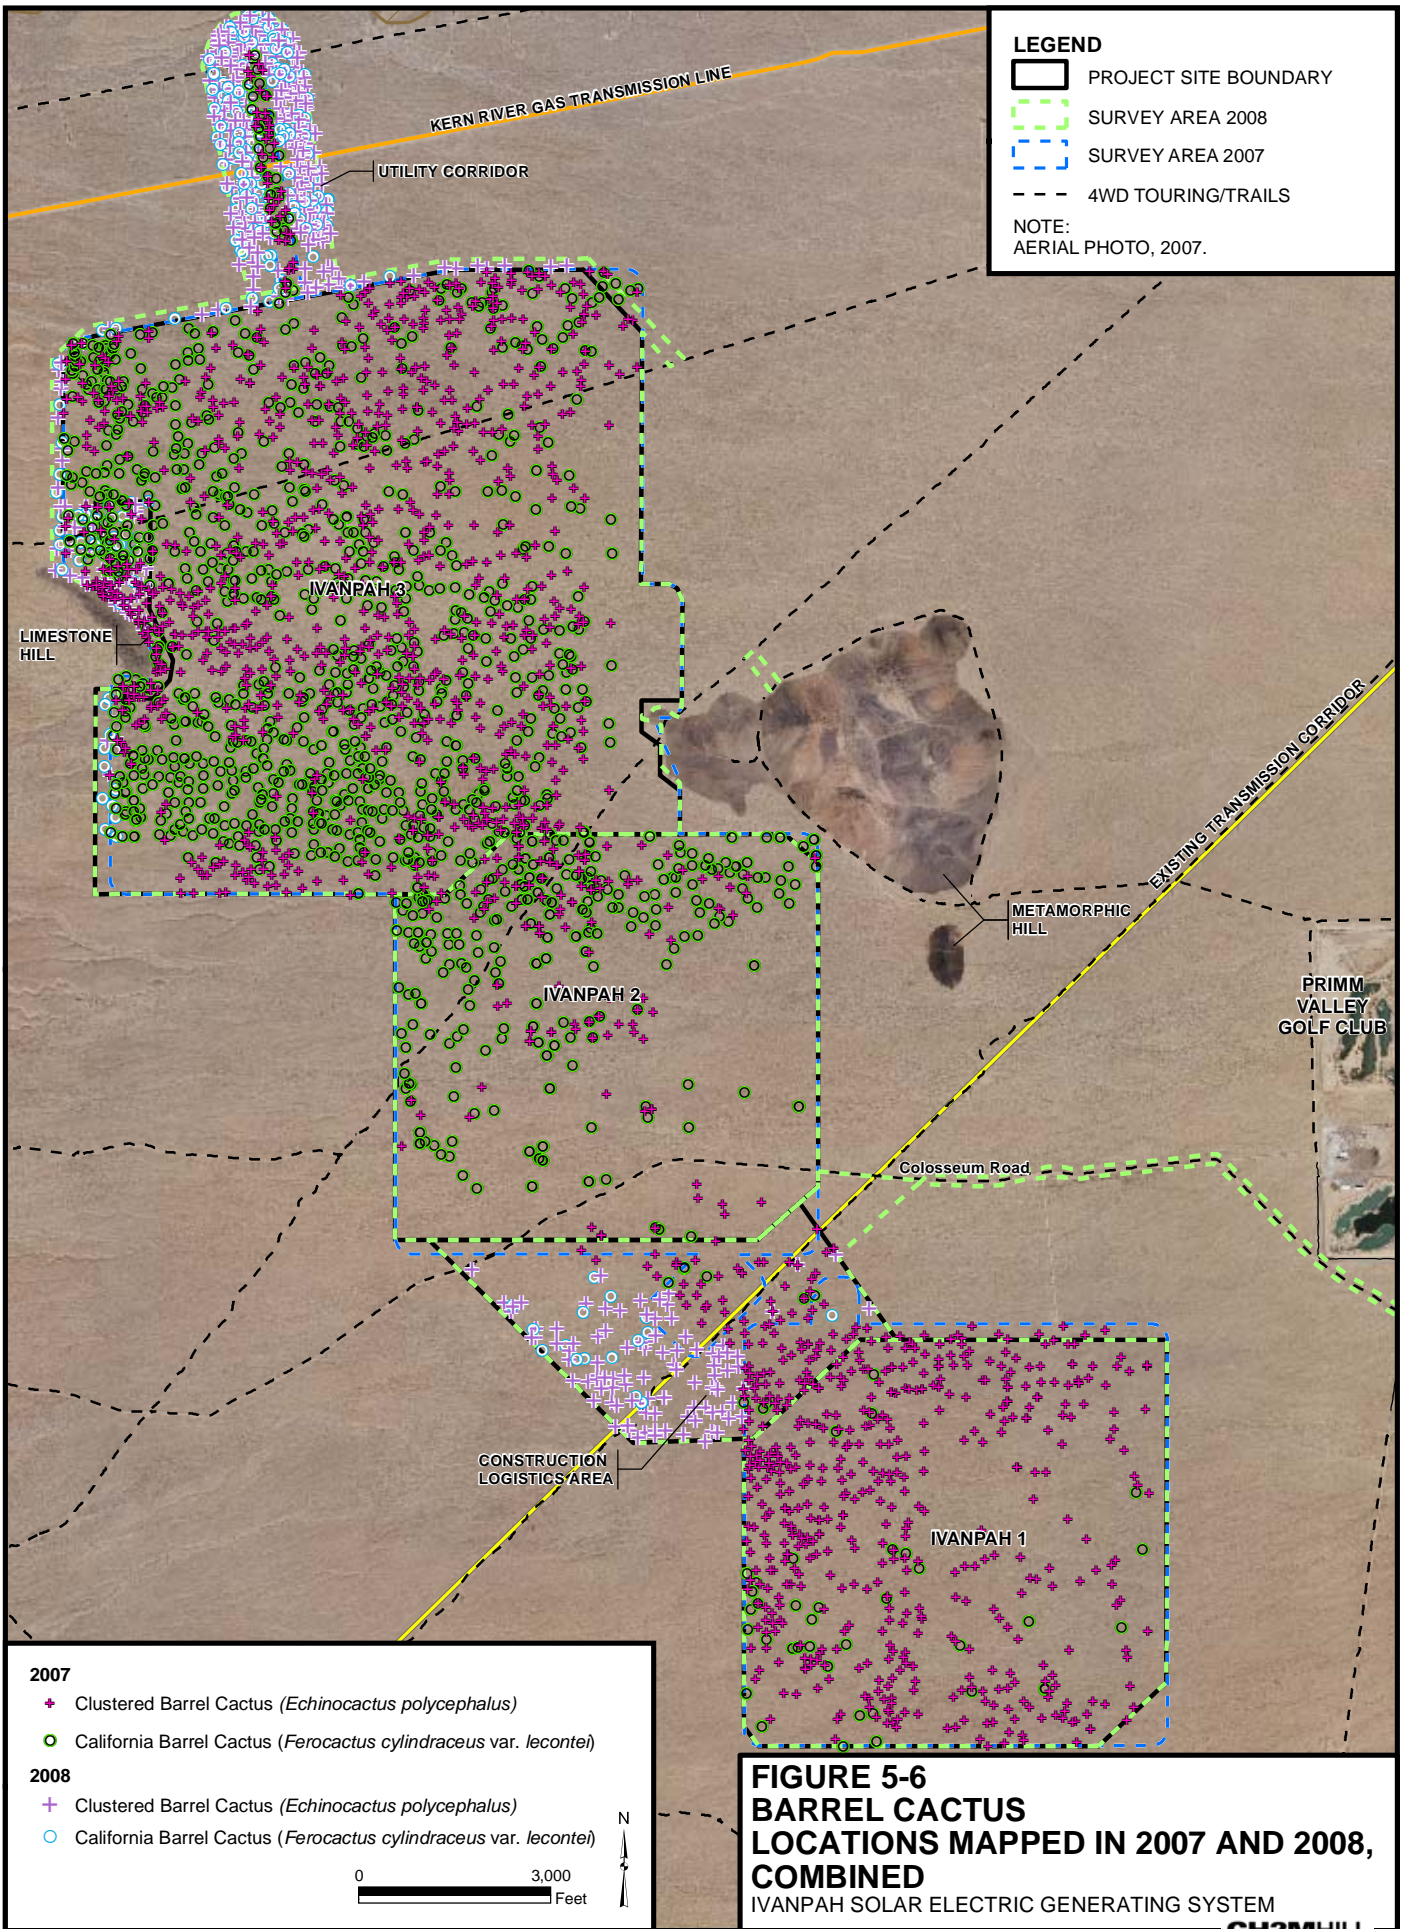 LEGEND
PROJECT SITE BOUNDARY
SURVEY AREA 2008
SURVEY AREA 2007
4WD TOURING/TRAILS
NOTE:
AERIAL PHOTO, 2007.
KERN RIVER GAS TRANSMISSION LINE
UTILITY CORRIDOR
IVANPAH 3
LIMESTONE
HILL
EXISTING TRANSMISSION CORRIDOR
METAMORPHIC
HILL
PRIMM
VALLEY
GOLF CLUB
IVANPAH 2
Colosseum Road
CONSTRUCTION
LOGISTICS AREA
IVANPAH 1
2007
Clustered Barrel Cactus (Echinocactus polycephalus)
California Barrel Cactus (Ferocactus cylindraceus var. lecontei)
2008
Clustered Barrel Cactus (Echinocactus polycephalus)
California Barrel Cactus (Ferocactus cylindraceus var. lecontei)
N
0 3,000
Feet
FIGURE 5-6
BARREL CACTUS
LOCATIONS MAPPED IN 2007 AND 2008,
COMBINED
IVANPAH SOLAR ELECTRIC GENERATING SYSTEM
CH2MHILL